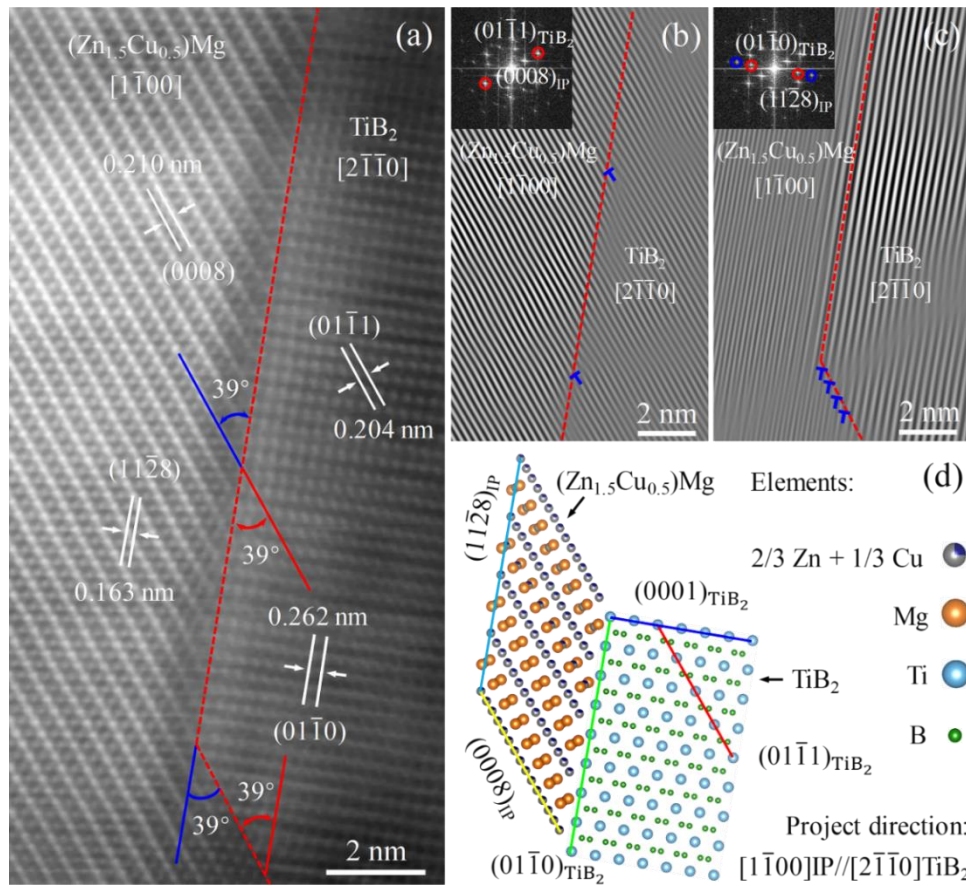 (a)
(Zn₁.₅Cu₀.₅)Mg
[11̄00]
TiB₂
[21̄1̄0]
0.210 nm
(0008)
(011̄1)
0.204 nm
39°
39°
(112̄8)
0.163 nm
0.262 nm
(011̄0)
39°
39°
2 nm
(b)
(011̄1)TiB₂
(0008)IP
(Zn₁.₅Cu₀.₅)Mg
[11̄00]
TiB₂
[21̄1̄0]
2 nm
(c)
(011̄0)TiB₂
(112̄8)IP
(Zn₁.₅Cu₀.₅)Mg
[11̄00]
TiB₂
[21̄1̄0]
2 nm
(d)
(112̄8)IP
(Zn₁.₅Cu₀.₅)Mg
(0001)TiB₂
TiB₂
(011̄1)TiB₂
(0008)IP
(011̄0)TiB₂
Elements:
2/3 Zn + 1/3 Cu
Mg
Ti
B
Project direction:
[11̄00]IP//[21̄1̄0]TiB₂